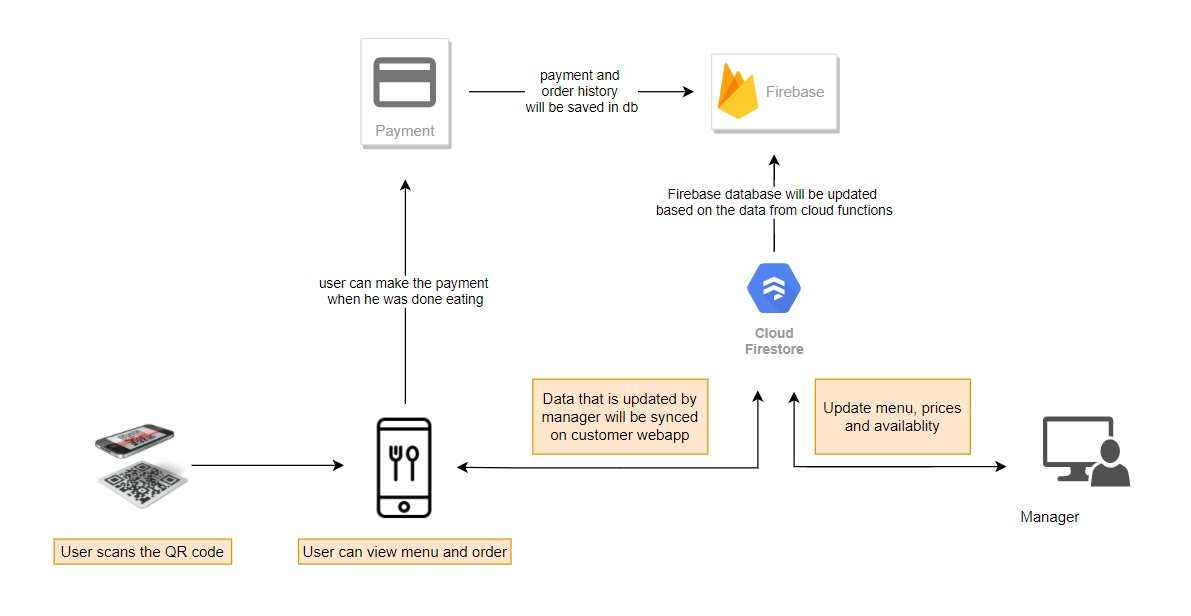 payment and
order history
will be saved in db
Payment
Firebase
Firebase database will be updated
based on the data from cloud functions
user can make the payment
when he was done eating
Cloud
Firestore
Data that is updated by
manager will be synced
on customer webapp
Update menu, prices
and availablity
Manager
User scans the QR code
User can view menu and order